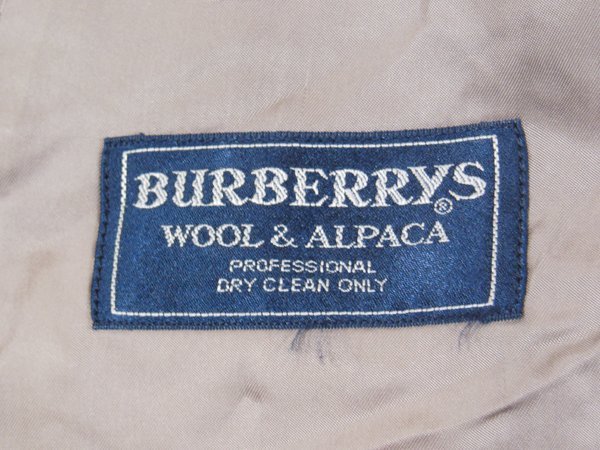 BURBERRYS®
WOOL & ALPACA
PROFESSIONAL
DRY CLEAN ONLY